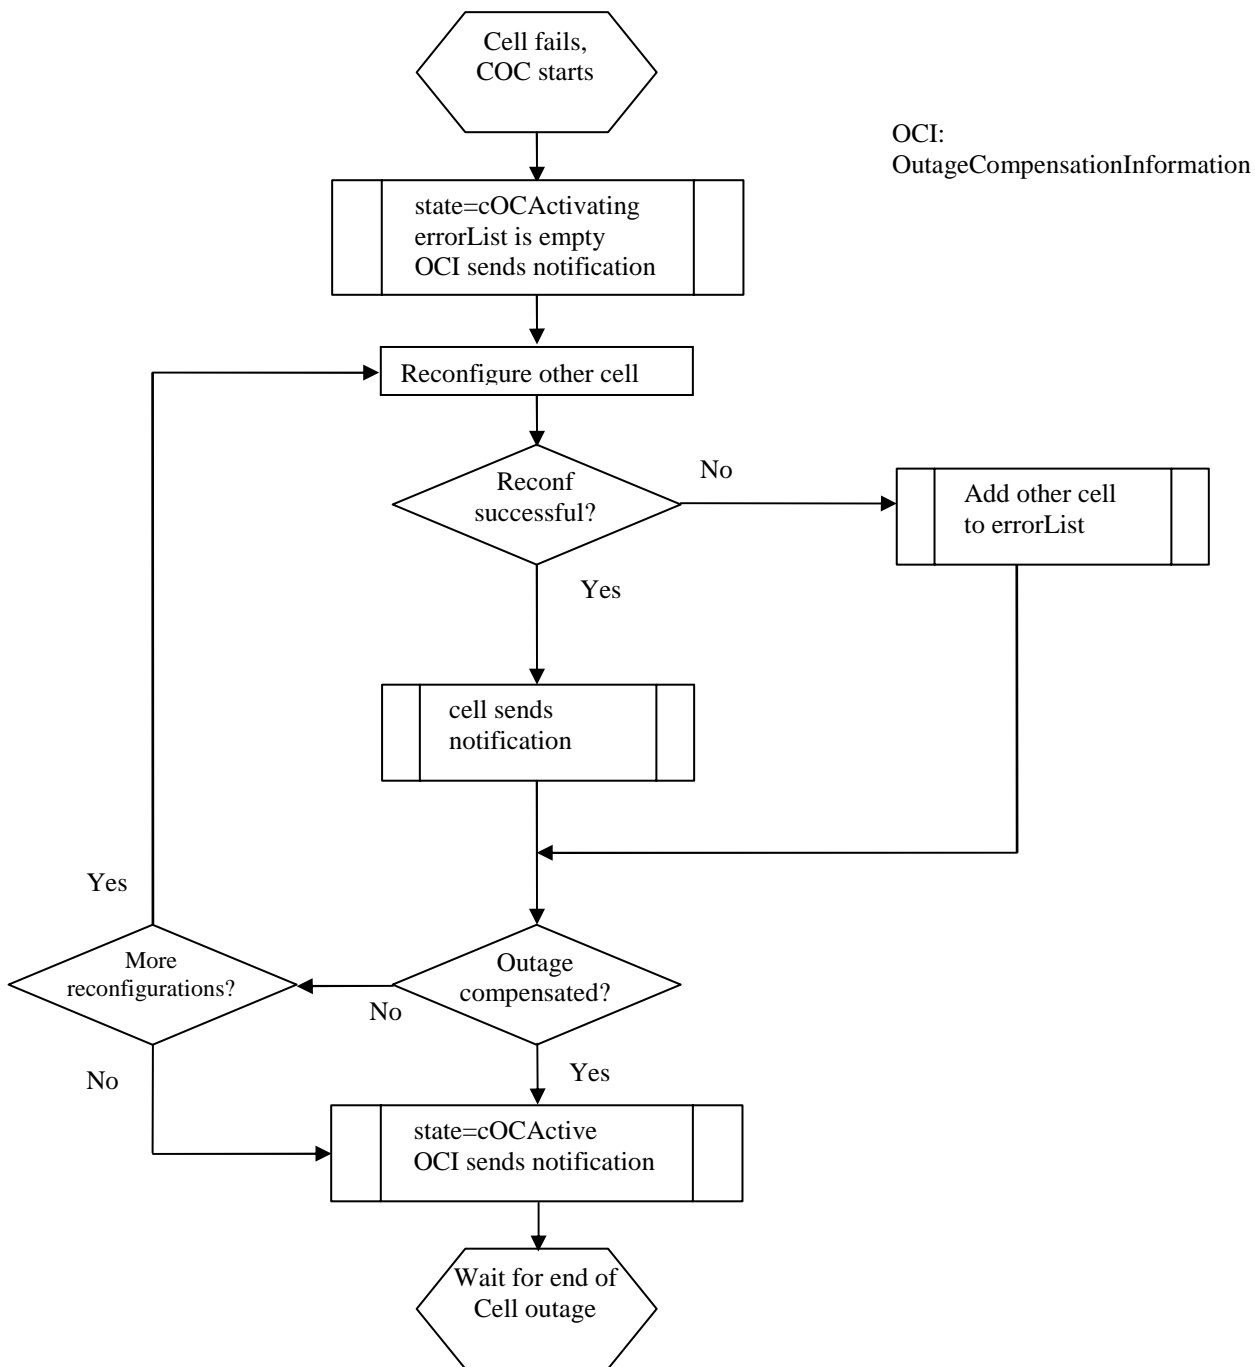 Cell fails,
COC starts
OCI:
OutageCompensationInformation
state=cOCActivating
errorList is empty
OCI sends notification
Reconfigure other cell
Reconf
successful?
No
Add other cell
to errorList
Yes
cell sends
notification
Yes
More
reconfigurations?
Outage
compensated?
No
No
Yes
state=cOCActive
OCI sends notification
Wait for end of
Cell outage